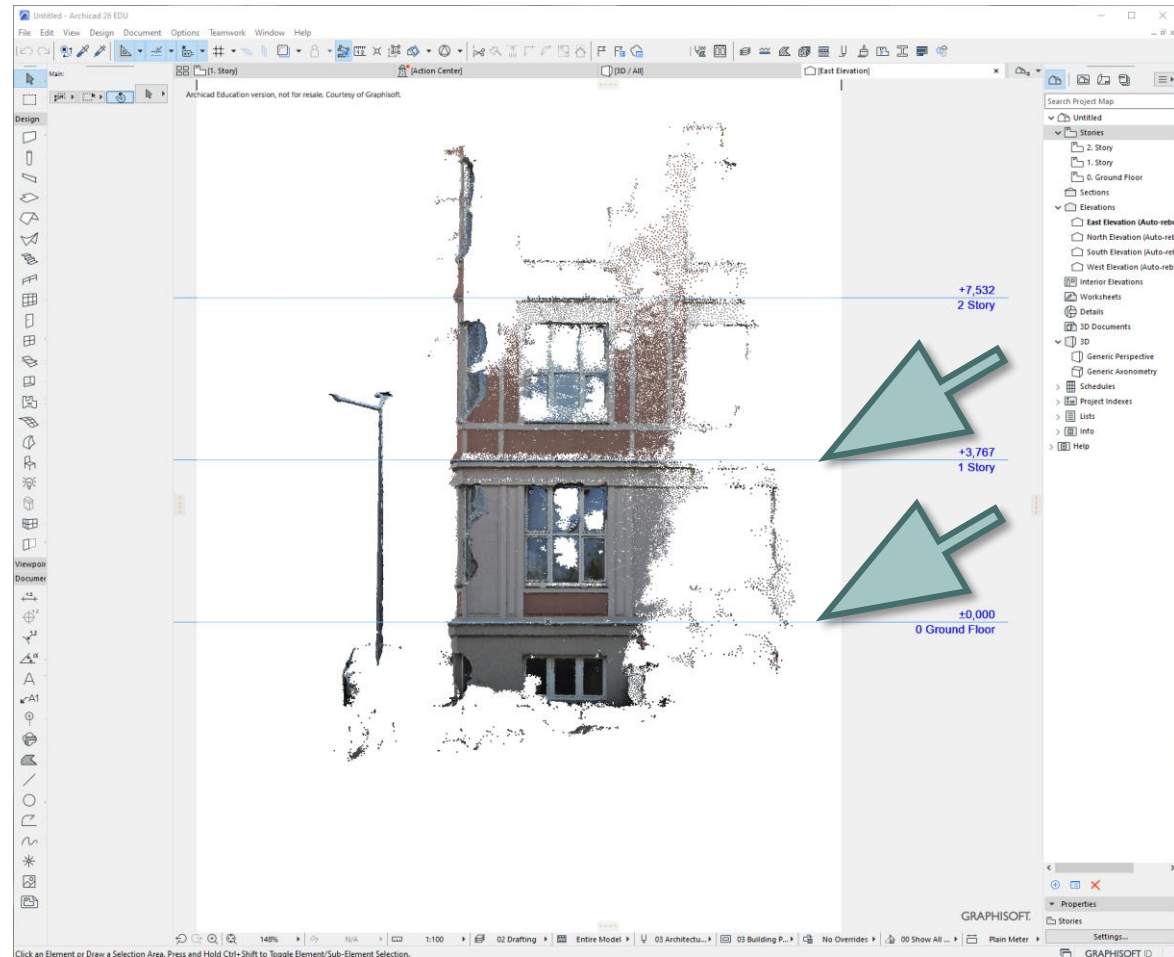 Untitled - Archicad 26 EDU
File Edit View Design Document Options Teamwork Window Help
Main:
[1. Story]
[Action Center]
[3D / All]
[East Elevation]
Archicad Education version, not for resale. Courtesy of Graphisoft.
Design
Viewpoin
Documen
A1
+7,532
2 Story
+3,767
1 Story
±0,000
0 Ground Floor
Search Project Map
Untitled
Stories
2. Story
1. Story
0. Ground Floor
Sections
Elevations
East Elevation (Auto-rebu
North Elevation (Auto-reb
South Elevation (Auto-reb
West Elevation (Auto-reb
Interior Elevations
Worksheets
Details
3D Documents
3D
Generic Perspective
Generic Axonometry
Schedules
Project Indexes
Lists
Info
Help
Properties
Stories
Settings...
GRAPHISOFT.
148% N/A 1:100 02 Drafting Entire Model 03 Architectu... 03 Building P... No Overrides 00 Show All ... Plain Meter
Click an Element or Draw a Selection Area. Press and Hold Ctrl+Shift to Toggle Element/Sub-Element Selection.
GRAPHISOFT ID